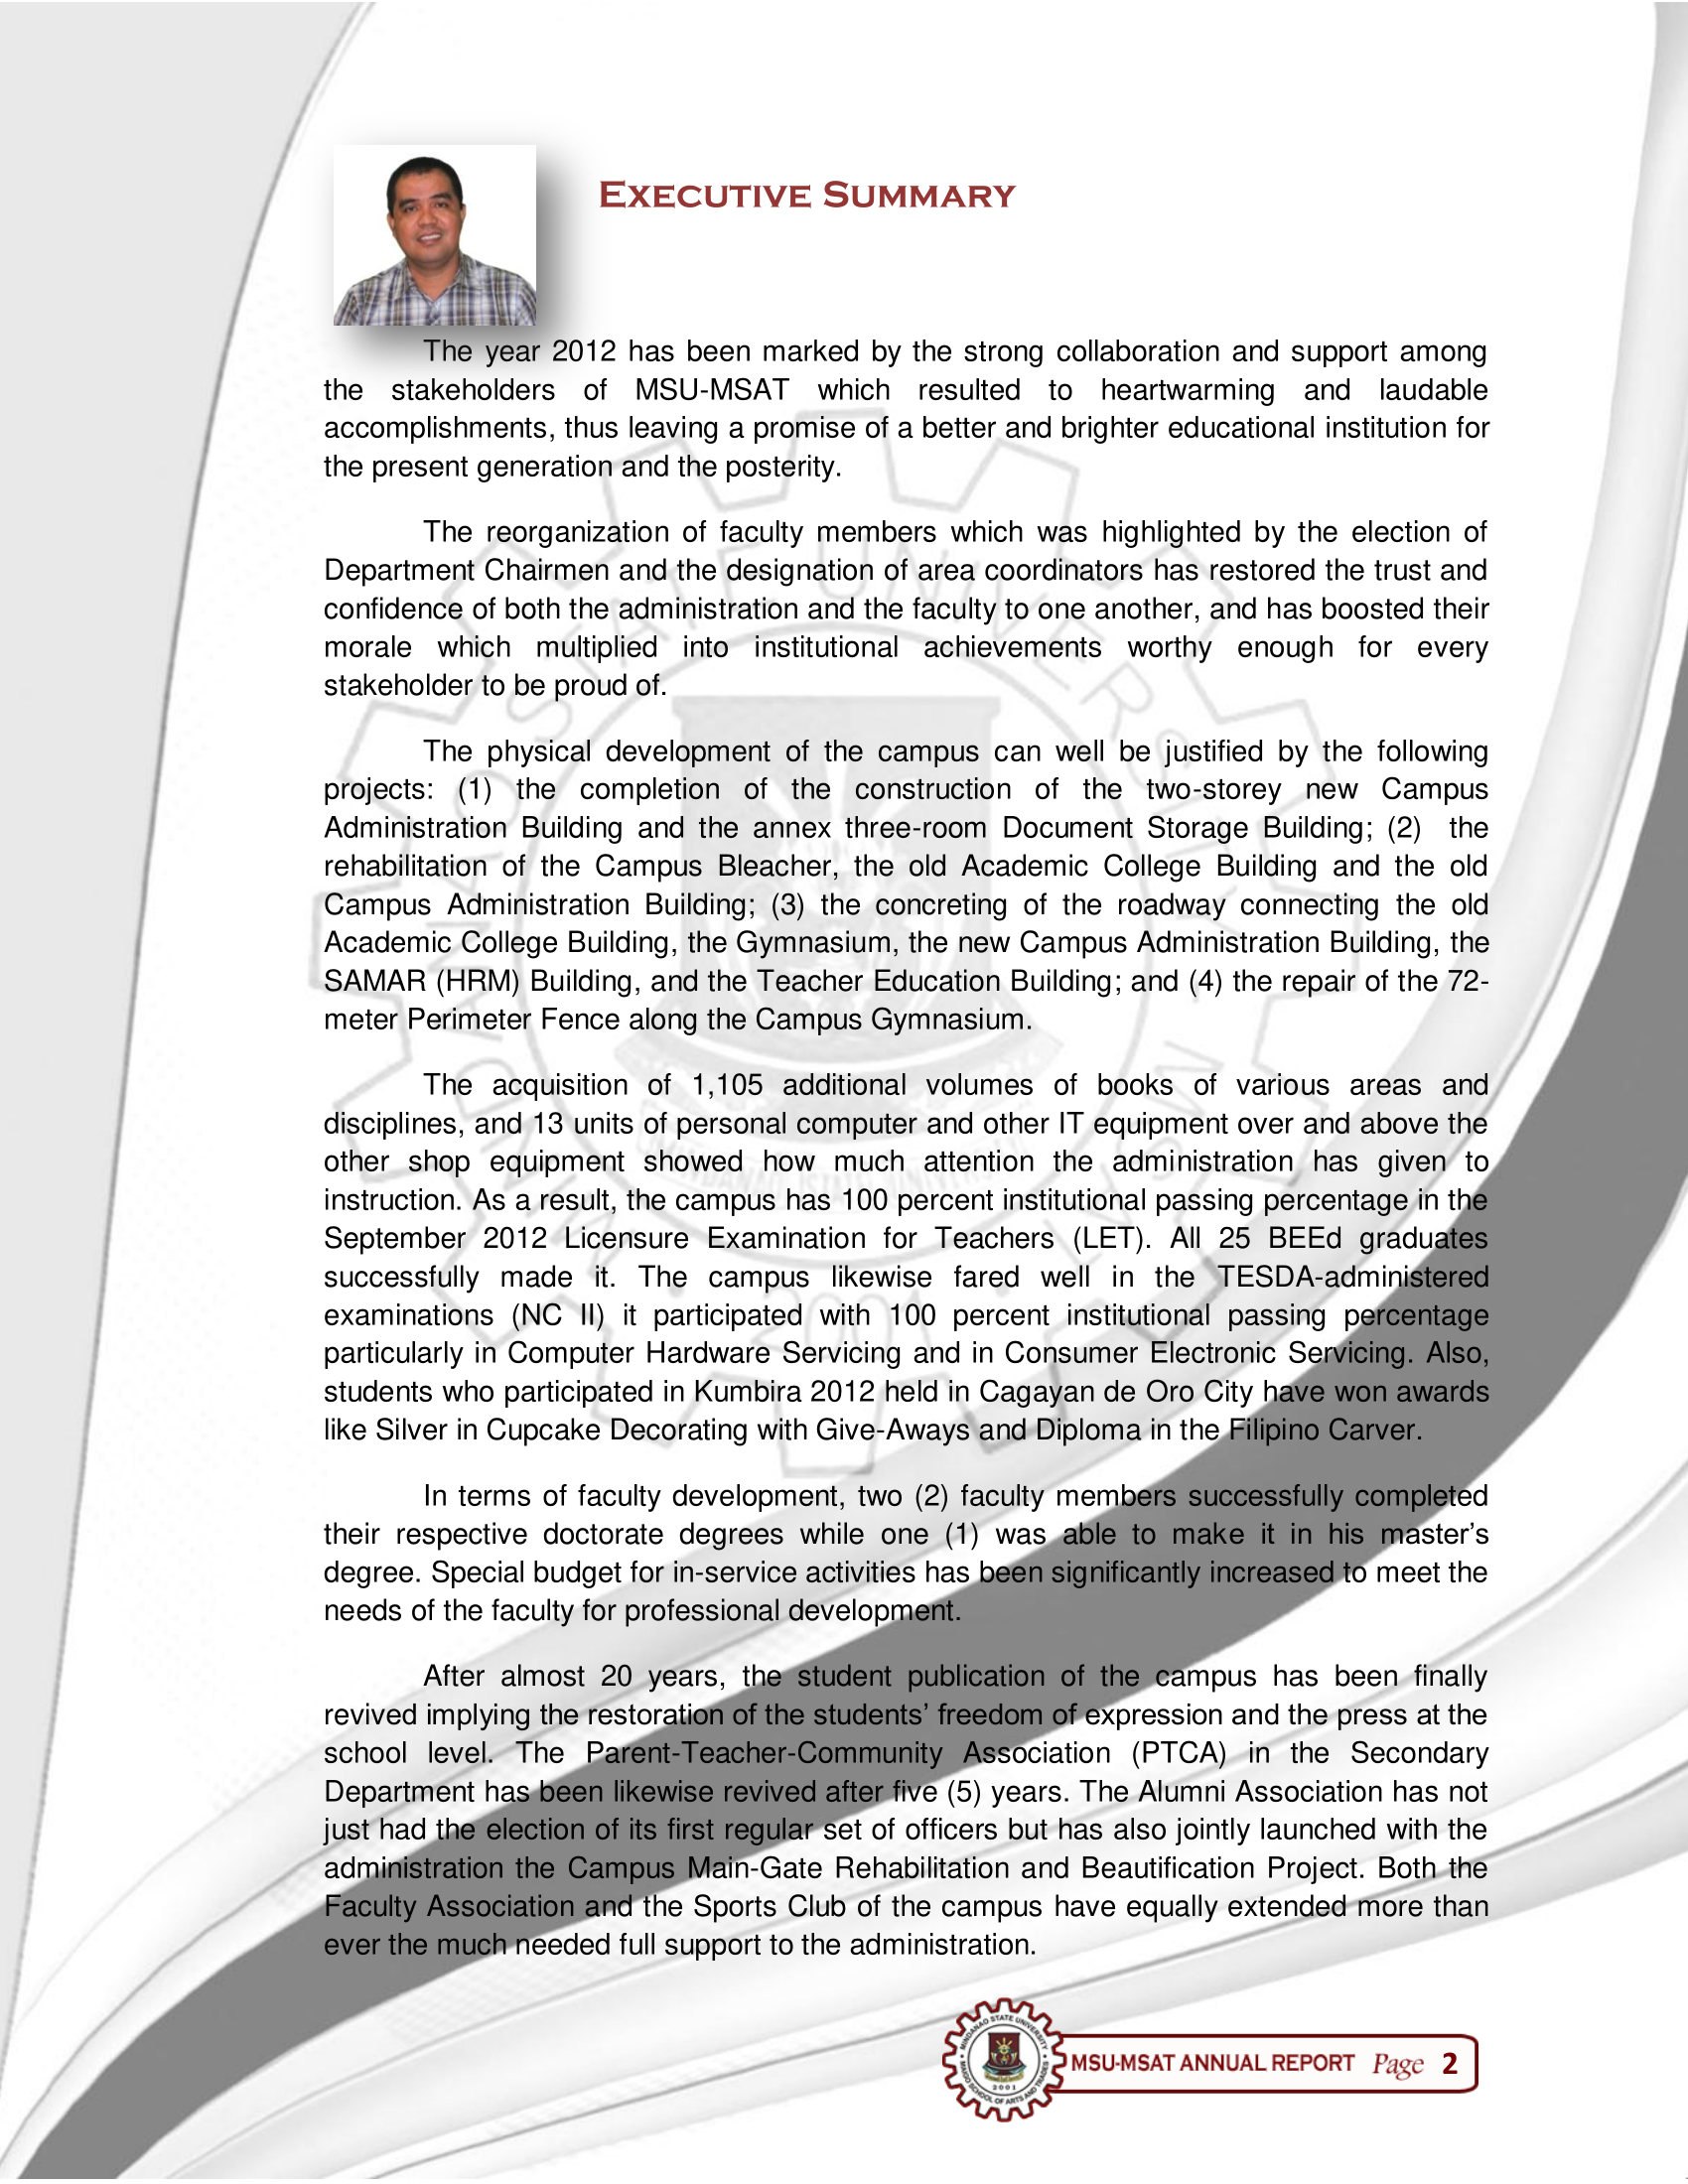 EXECUTIVE SUMMARY
The year 2012 has been marked by the strong collaboration and support among
the stakeholders of MSU-MSAT which resulted to heartwarming and laudable
accomplishments, thus leaving a promise of a better and brighter educational institution for
the present generation and the posterity.
The reorganization of faculty members which was highlighted by the election of
Department Chairmen and the designation of area coordinators has restored the trust and
confidence of both the administration and the faculty to one another, and has boosted their
morale which multiplied into institutional achievements worthy enough for every
stakeholder to be proud of.
The physical development of the campus can well be justified by the following
projects: (1) the completion of the construction of the two-storey new Campus
Administration Building and the annex three-room Document Storage Building; (2) the
rehabilitation of the Campus Bleacher, the old Academic College Building and the old
Campus Administration Building; (3) the concreting of the roadway connecting the old
Academic College Building, the Gymnasium, the new Campus Administration Building, the
SAMAR (HRM) Building, and the Teacher Education Building; and (4) the repair of the 72-
meter Perimeter Fence along the Campus Gymnasium.
The acquisition of 1,105 additional volumes of books of various areas and
disciplines, and 13 units of personal computer and other IT equipment over and above the
other shop equipment showed how much attention the administration has given to
instruction. As a result, the campus has 100 percent institutional passing percentage in the
September 2012 Licensure Examination for Teachers (LET). All 25 BEEd graduates
successfully made it. The campus likewise fared well in the TESDA-administered
examinations (NC II) it participated with 100 percent institutional passing percentage
particularly in Computer Hardware Servicing and in Consumer Electronic Servicing. Also,
students who participated in Kumbira 2012 held in Cagayan de Oro City have won awards
like Silver in Cupcake Decorating with Give-Aways and Diploma in the Filipino Carver.
In terms of faculty development, two (2) faculty members successfully completed
their respective doctorate degrees while one (1) was able to make it in his master’s
degree. Special budget for in-service activities has been significantly increased to meet the
needs of the faculty for professional development.
After almost 20 years, the student publication of the campus has been finally
revived implying the restoration of the students’ freedom of expression and the press at the
school level. The Parent-Teacher-Community Association (PTCA) in the Secondary
Department has been likewise revived after five (5) years. The Alumni Association has not
just had the election of its first regular set of officers but has also jointly launched with the
administration the Campus Main-Gate Rehabilitation and Beautification Project. Both the
Faculty Association and the Sports Club of the campus have equally extended more than
ever the much needed full support to the administration.
MINDANAO STATE UNIVERSITY
MAIGO SCHOOL OF ARTS AND TRADES
2001
MSU-MSAT ANNUAL REPORT Page 2